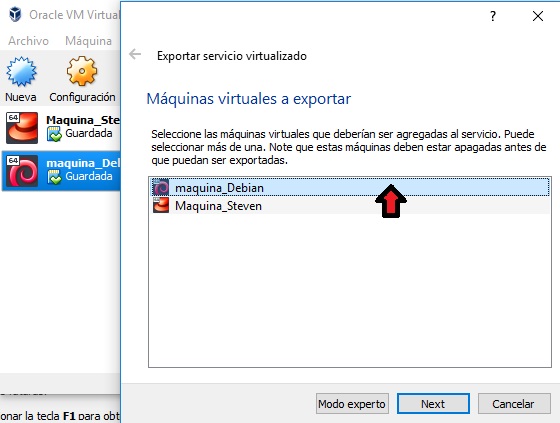 Oracle VM Virtual
Archivo Máquina
Nueva
Configuración
64
Maquina_Ste
Guardada
64
maquina_Del
Guardada
onar la tecla F1 para obt
?
Exportar servicio virtualizado
Máquinas virtuales a exportar
Seleccione las máquinas virtuales que deberían ser agregadas al servicio. Puede
seleccionar más de una. Note que estas máquinas deben estar apagadas antes de
que puedan ser exportadas.
maquina_Debian
Maquina_Steven
Modo experto
Next
Cancelar